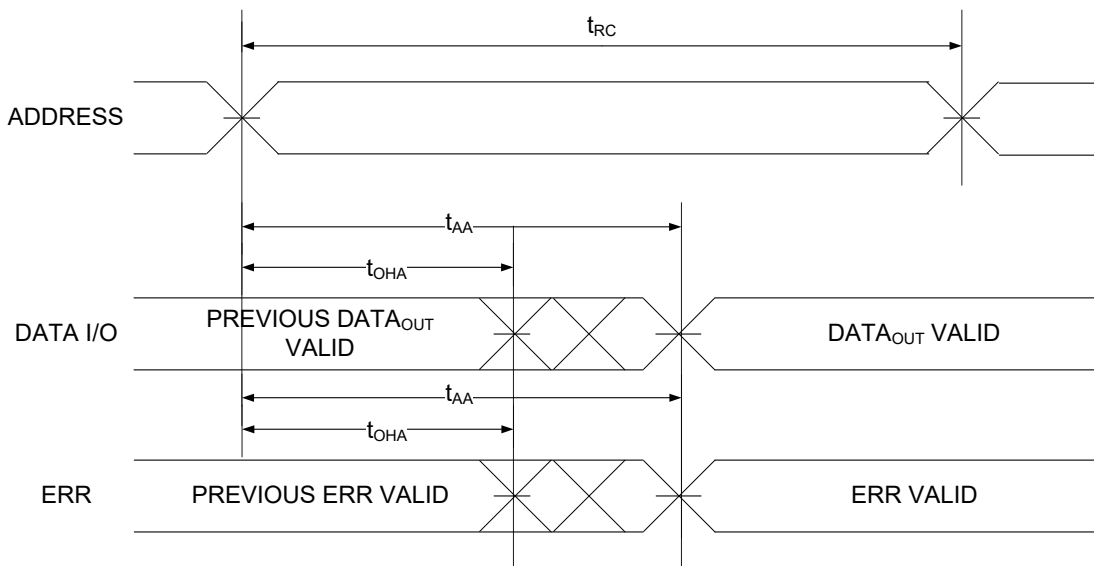 tRC
ADDRESS
tAA
tOHA
DATA I/O
PREVIOUS DATAOUT
VALID
DATAOUT VALID
tAA
tOHA
ERR
PREVIOUS ERR VALID
ERR VALID